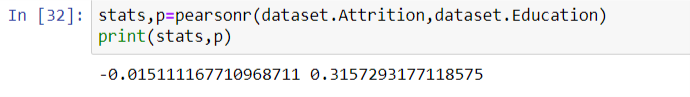 In [32]: stats,p=pearsonr(dataset.Attrition,dataset.Education)
print(stats,p)
-0.015111167710968711 0.3157293177118575